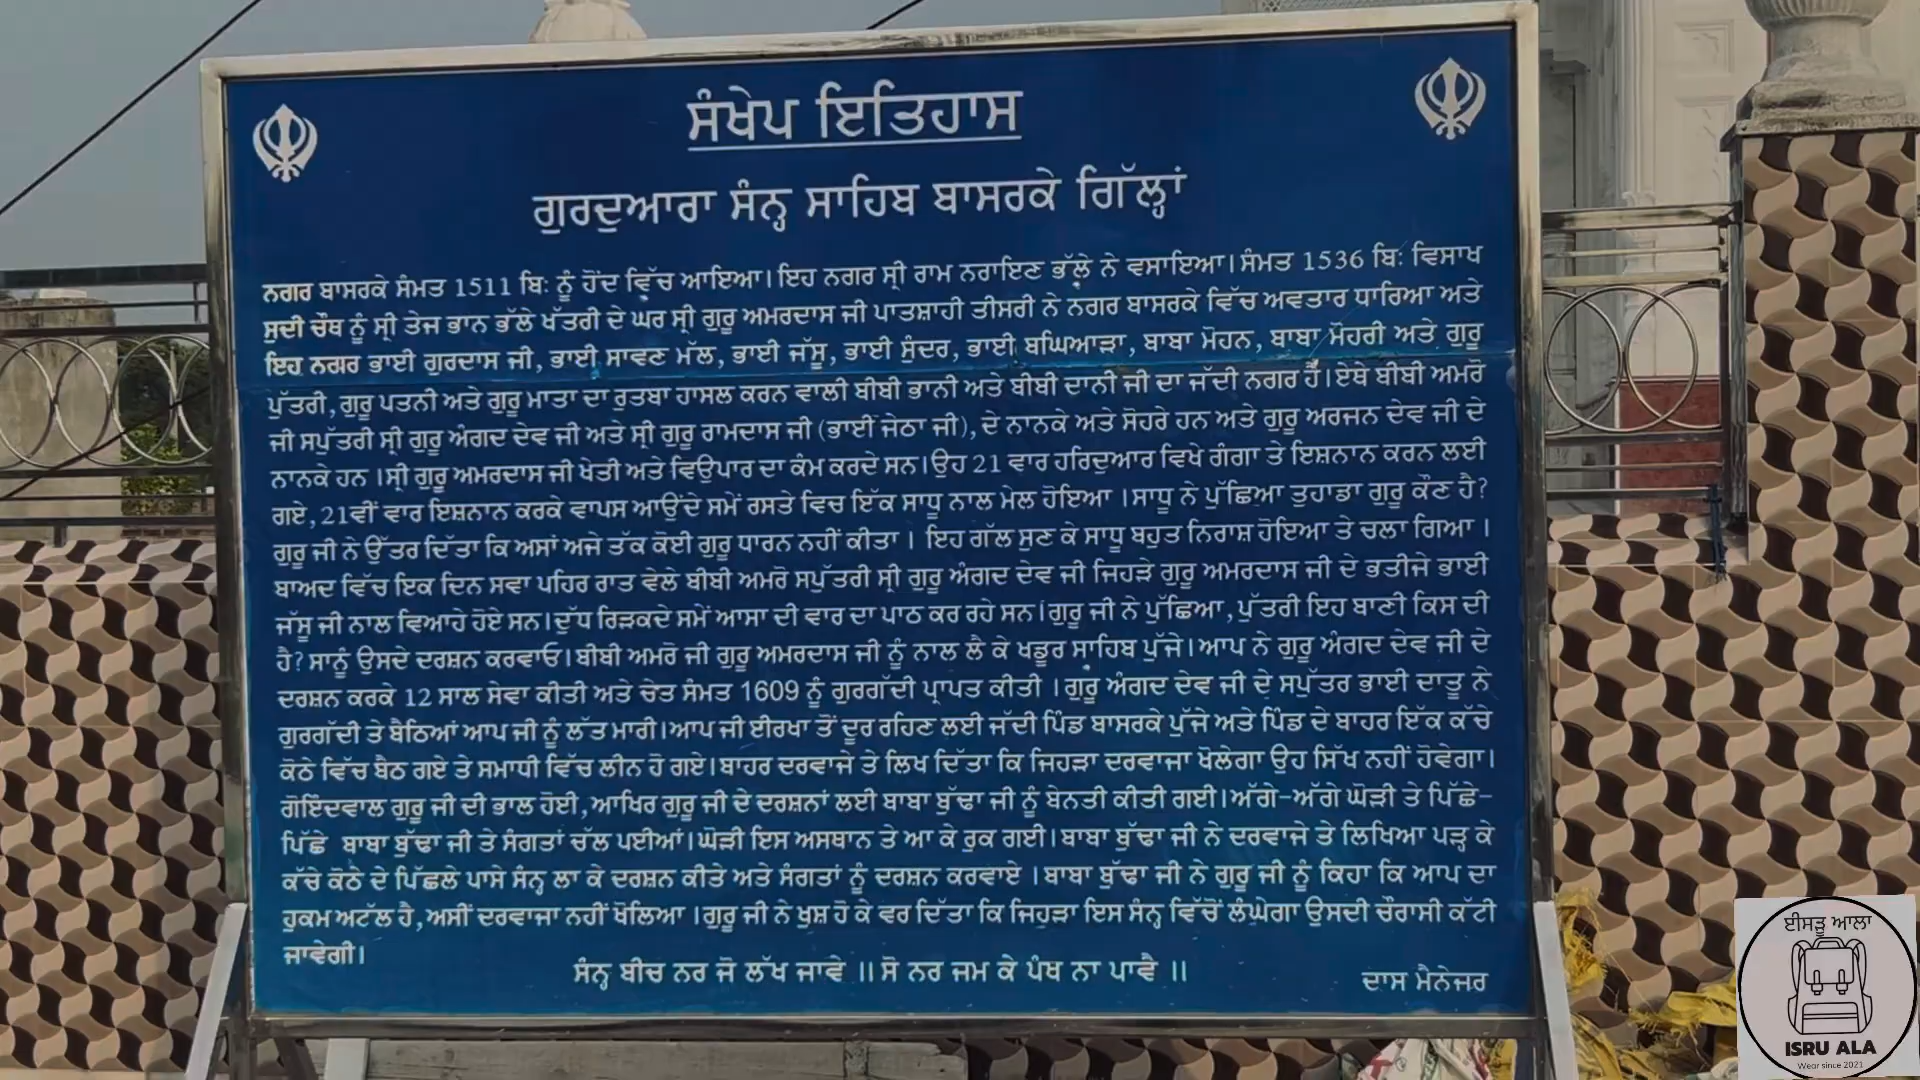 ਸੰਖੇਪ ਇਤਿਹਾਸ
ਗੁਰਦੁਆਰਾ ਸੰਨ੍ਹ ਸਾਹਿਬ ਬਾਸਰਕੇ ਗਿੱਲ੍ਹਾਂ
ਨਗਰ ਬਾਸਰਕੇ ਸੰਮਤ 1511 ਬਿ: ਨੂੰ ਹੋਂਦ ਵਿੱਚ ਆਇਆ। ਇਹ ਨਗਰ ਸ੍ਰੀ ਰਾਮ ਨਰਾਇਣ ਭੱਲੇ ਨੇ ਵਸਾਇਆ। ਸੰਮਤ 1536 ਬਿ: ਵਿਸਾਖ
ਸੁਦੀ ਚੌਥ ਨੂੰ ਸ੍ਰੀ ਤੇਜ ਭਾਨ ਭੱਲੇ ਖੱਤਰੀ ਦੇ ਘਰ ਸ੍ਰੀ ਗੁਰੂ ਅਮਰਦਾਸ ਜੀ ਪਾਤਸ਼ਾਹੀ ਤੀਸਰੀ ਨੇ ਨਗਰ ਬਾਸਰਕੇ ਵਿੱਚ ਅਵਤਾਰ ਧਾਰਿਆ ਅਤੇ
ਇਹ ਨਗਰ ਭਾਈ ਗੁਰਦਾਸ ਜੀ, ਭਾਈ ਸਾਵਣ ਮੱਲ, ਭਾਈ ਜੱਸੂ, ਭਾਈ ਸੁੰਦਰ, ਭਾਈ ਬਘਿਆੜਾ, ਬਾਬਾ ਮੋਹਨ, ਬਾਬਾ ਮੋਹਰੀ ਅਤੇ ਗੁਰੂ
ਪੁੱਤਰੀ, ਗੁਰੂ ਪਤਨੀ ਅਤੇ ਗੁਰੂ ਮਾਤਾ ਦਾ ਰੁਤਬਾ ਹਾਸਲ ਕਰਨ ਵਾਲੀ ਬੀਬੀ ਭਾਨੀ ਅਤੇ ਬੀਬੀ ਦਾਨੀ ਜੀ ਦਾ ਜੱਦੀ ਨਗਰ ਹੈ। ਏਥੇ ਬੀਬੀ ਅਮਰੋ
ਜੀ ਸਪੁੱਤਰੀ ਸ੍ਰੀ ਗੁਰੂ ਅੰਗਦ ਦੇਵ ਜੀ ਅਤੇ ਸ੍ਰੀ ਗੁਰੂ ਰਾਮਦਾਸ ਜੀ (ਭਾਈ ਜੇਠਾ ਜੀ), ਦੇ ਨਾਨਕੇ ਅਤੇ ਸੋਹਰੇ ਹਨ ਅਤੇ ਗੁਰੂ ਅਰਜਨ ਦੇਵ ਜੀ ਦੇ
ਨਾਨਕੇ ਹਨ । ਸ੍ਰੀ ਗੁਰੂ ਅਮਰਦਾਸ ਜੀ ਖੇਤੀ ਅਤੇ ਵਿਉਪਾਰ ਦਾ ਕੰਮ ਕਰਦੇ ਸਨ। ਉਹ 21 ਵਾਰ ਹਰਿਦੁਆਰ ਵਿਖੇ ਗੰਗਾ ਤੇ ਇਸ਼ਨਾਨ ਕਰਨ ਲਈ
ਗਏ, 21ਵੀਂ ਵਾਰ ਇਸ਼ਨਾਨ ਕਰਕੇ ਵਾਪਸ ਆਉਂਦੇ ਸਮੇਂ ਰਸਤੇ ਵਿਚ ਇੱਕ ਸਾਧੂ ਨਾਲ ਮੇਲ ਹੋਇਆ । ਸਾਧੂ ਨੇ ਪੁੱਛਿਆ ਤੁਹਾਡਾ ਗੁਰੂ ਕੌਣ ਹੈ?
ਗੁਰੂ ਜੀ ਨੇ ਉੱਤਰ ਦਿੱਤਾ ਕਿ ਅਸਾਂ ਅਜੇ ਤੱਕ ਕੋਈ ਗੁਰੂ ਧਾਰਨ ਨਹੀਂ ਕੀਤਾ । ਇਹ ਗੱਲ ਸੁਣ ਕੇ ਸਾਧੂ ਬਹੁਤ ਨਿਰਾਸ਼ ਹੋਇਆ ਤੇ ਚਲਾ ਗਿਆ ।
ਬਾਅਦ ਵਿੱਚ ਇਕ ਦਿਨ ਸਵਾ ਪਹਿਰ ਰਾਤ ਵੇਲੇ ਬੀਬੀ ਅਮਰੋ ਸਪੁੱਤਰੀ ਸ੍ਰੀ ਗੁਰੂ ਅੰਗਦ ਦੇਵ ਜੀ ਜਿਹੜੇ ਗੁਰੂ ਅਮਰਦਾਸ ਜੀ ਦੇ ਭਤੀਜੇ ਭਾਈ
ਜੱਸੂ ਜੀ ਨਾਲ ਵਿਆਹੇ ਹੋਏ ਸਨ। ਦੁੱਧ ਰਿੜਕਦੇ ਸਮੇਂ ਆਸਾ ਦੀ ਵਾਰ ਦਾ ਪਾਠ ਕਰ ਰਹੇ ਸਨ। ਗੁਰੂ ਜੀ ਨੇ ਪੁੱਛਿਆ, ਪੁੱਤਰੀ ਇਹ ਬਾਣੀ ਕਿਸ ਦੀ
ਹੈ? ਸਾਨੂੰ ਉਸਦੇ ਦਰਸ਼ਨ ਕਰਵਾਓ। ਬੀਬੀ ਅਮਰੋ ਜੀ ਗੁਰੂ ਅਮਰਦਾਸ ਜੀ ਨੂੰ ਨਾਲ ਲੈ ਕੇ ਖਡੂਰ ਸਾਹਿਬ ਪੁੱਜੇ। ਆਪ ਨੇ ਗੁਰੂ ਅੰਗਦ ਦੇਵ ਜੀ ਦੇ
ਦਰਸ਼ਨ ਕਰਕੇ 12 ਸਾਲ ਸੇਵਾ ਕੀਤੀ ਅਤੇ ਚੇਤ ਸੰਮਤ 1609 ਨੂੰ ਗੁਰਗੱਦੀ ਪ੍ਰਾਪਤ ਕੀਤੀ । ਗੁਰੂ ਅੰਗਦ ਦੇਵ ਜੀ ਦੇ ਸਪੁੱਤਰ ਭਾਈ ਦਾਤੂ ਨੇ
ਗੁਰਗੱਦੀ ਤੇ ਬੈਠਿਆਂ ਆਪ ਜੀ ਨੂੰ ਲੱਤ ਮਾਰੀ। ਆਪ ਜੀ ਈਰਖਾ ਤੋਂ ਦੂਰ ਰਹਿਣ ਲਈ ਜੱਦੀ ਪਿੰਡ ਬਾਸਰਕੇ ਪੁੱਜੇ ਅਤੇ ਪਿੰਡ ਦੇ ਬਾਹਰ ਇੱਕ ਕੱਚੇ
ਕੋਠੇ ਵਿੱਚ ਬੈਠ ਗਏ ਤੇ ਸਮਾਧੀ ਵਿੱਚ ਲੀਨ ਹੋ ਗਏ। ਬਾਹਰ ਦਰਵਾਜੇ ਤੇ ਲਿਖ ਦਿੱਤਾ ਕਿ ਜਿਹੜਾ ਦਰਵਾਜਾ ਖੋਲੇਗਾ ਉਹ ਸਿੱਖ ਨਹੀਂ ਹੋਵੇਗਾ।
ਗੋਇੰਦਵਾਲ ਗੁਰੂ ਜੀ ਦੀ ਭਾਲ ਹੋਈ, ਆਖਿਰ ਗੁਰੂ ਜੀ ਦੇ ਦਰਸ਼ਨਾਂ ਲਈ ਬਾਬਾ ਬੁੱਢਾ ਜੀ ਨੂੰ ਬੇਨਤੀ ਕੀਤੀ ਗਈ। ਅੱਗੇ-ਅੱਗੇ ਘੋੜੀ ਤੇ ਪਿੱਛੇ-
ਪਿੱਛੇ ਬਾਬਾ ਬੁੱਢਾ ਜੀ ਤੇ ਸੰਗਤਾਂ ਚੱਲ ਪਈਆਂ। ਘੋੜੀ ਇਸ ਅਸਥਾਨ ਤੇ ਆ ਕੇ ਰੁਕ ਗਈ। ਬਾਬਾ ਬੁੱਢਾ ਜੀ ਨੇ ਦਰਵਾਜੇ ਤੇ ਲਿਖਿਆ ਪੜ੍ਹ ਕੇ
ਕੱਚੇ ਕੋਠੇ ਦੇ ਪਿੱਛਲੇ ਪਾਸੇ ਸੰਨ੍ਹ ਲਾ ਕੇ ਦਰਸ਼ਨ ਕੀਤੇ ਅਤੇ ਸੰਗਤਾਂ ਨੂੰ ਦਰਸ਼ਨ ਕਰਵਾਏ । ਬਾਬਾ ਬੁੱਢਾ ਜੀ ਨੇ ਗੁਰੂ ਜੀ ਨੂੰ ਕਿਹਾ ਕਿ ਆਪ ਦਾ
ਹੁਕਮ ਅਟੱਲ ਹੈ, ਅਸੀਂ ਦਰਵਾਜਾ ਨਹੀਂ ਖੋਲਿਆ । ਗੁਰੂ ਜੀ ਨੇ ਖੁਸ਼ ਹੋ ਕੇ ਵਰ ਦਿੱਤਾ ਕਿ ਜਿਹੜਾ ਇਸ ਸੰਨ੍ਹ ਵਿੱਚੋਂ ਲੰਘੇਗਾ ਉਸਦੀ ਚੌਰਾਸੀ ਕੱਟੀ
ਜਾਵੇਗੀ।
ਸੰਨ੍ਹ ਬੀਚ ਨਰ ਜੋ ਲੱਖ ਜਾਵੇ ॥ ਸੋ ਨਰ ਜਮ ਕੇ ਪੰਥ ਨਾ ਪਾਵੈ ॥
ਦਾਸ ਮੈਨੇਜਰ
ਈਸੜੂ ਆਲਾ
ISRU ALA
Wear since 2021